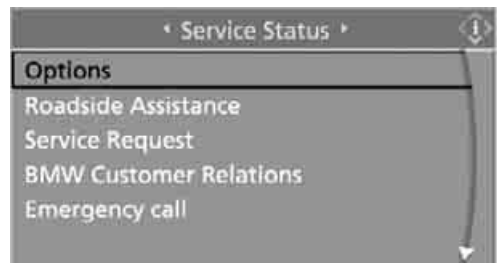 Service Status
Options
Roadside Assistance
Service Request
BMW Customer Relations
Emergency call